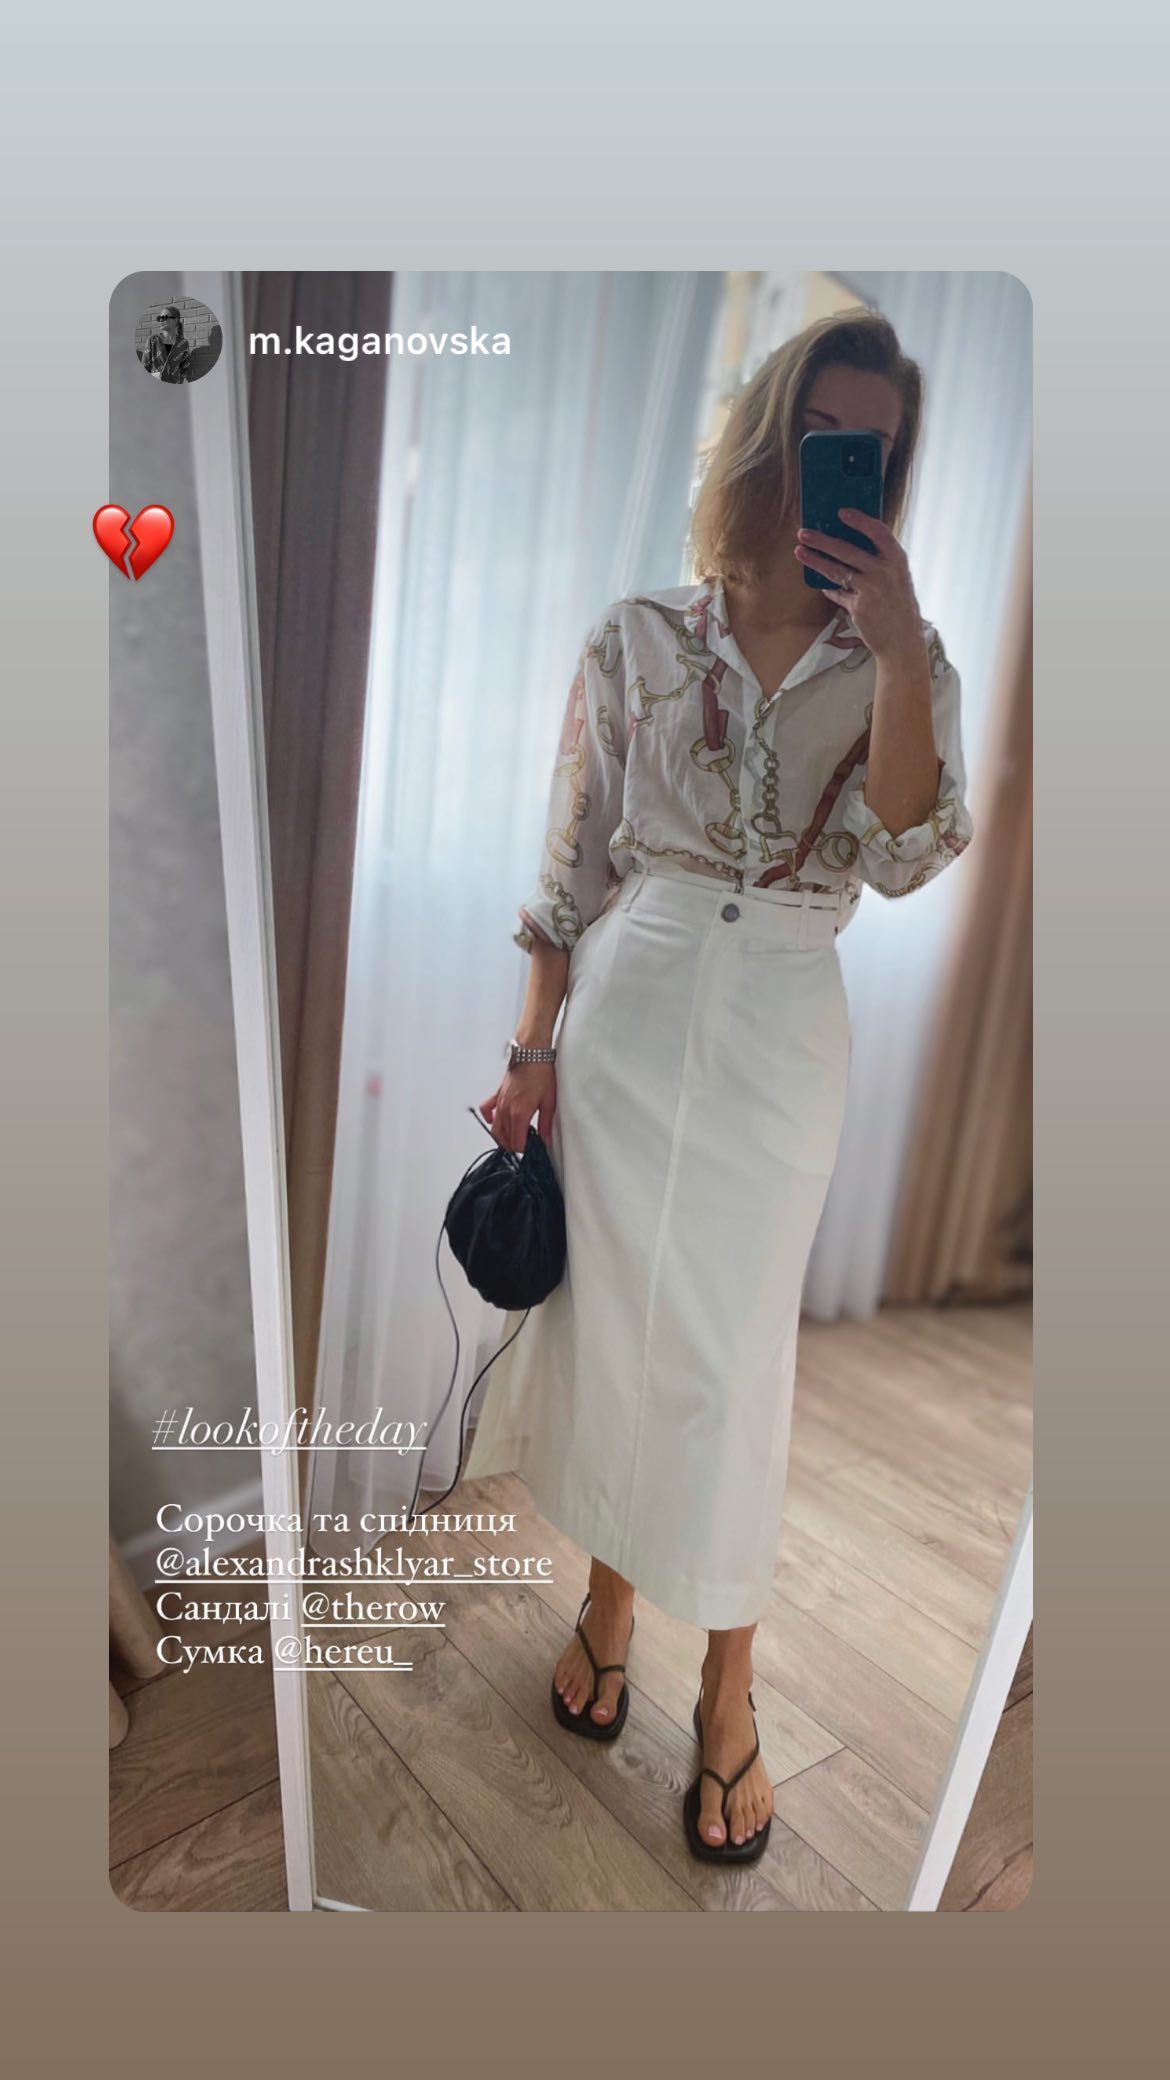 m.kaganovska
#lookoftheday
Сорочка та спідниця
@alexandrashklyar_store
Сандалі @therow
Сумка @hereu_